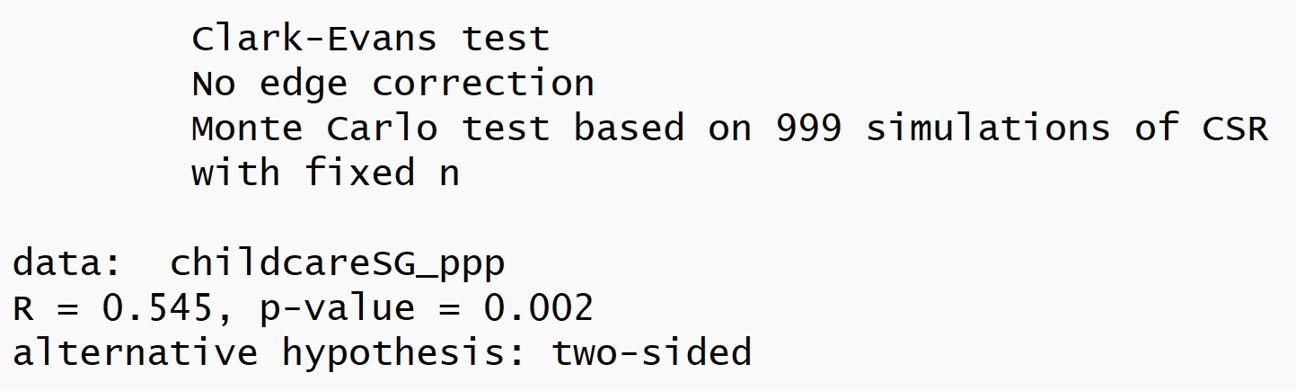 Clark-Evans test
No edge correction
Monte Carlo test based on 999 simulations of CSR
with fixed n
data:  childcareSG_ppp
R = 0.545, p-value = 0.002
alternative hypothesis: two-sided